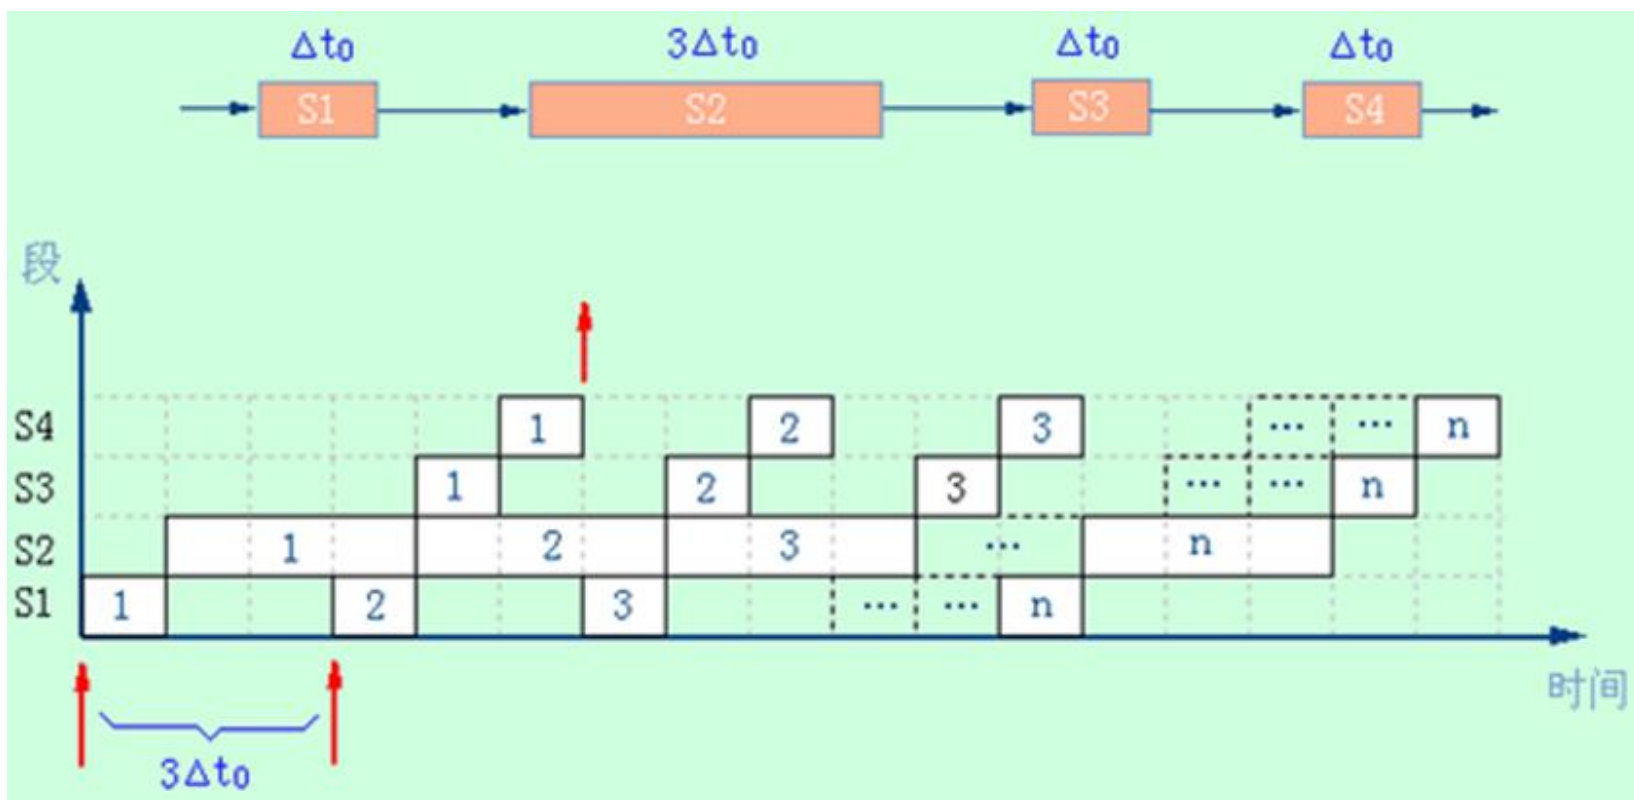 Δt₀ 3Δt₀ Δt₀ Δt₀
S1 S2 S3 S4
段
S4 1 2 3 ... ... n
S3 1 2 3 ... ... n
S2 1 2 3 ... n
S1 1 2 3 ... ... n
时间
3Δt₀